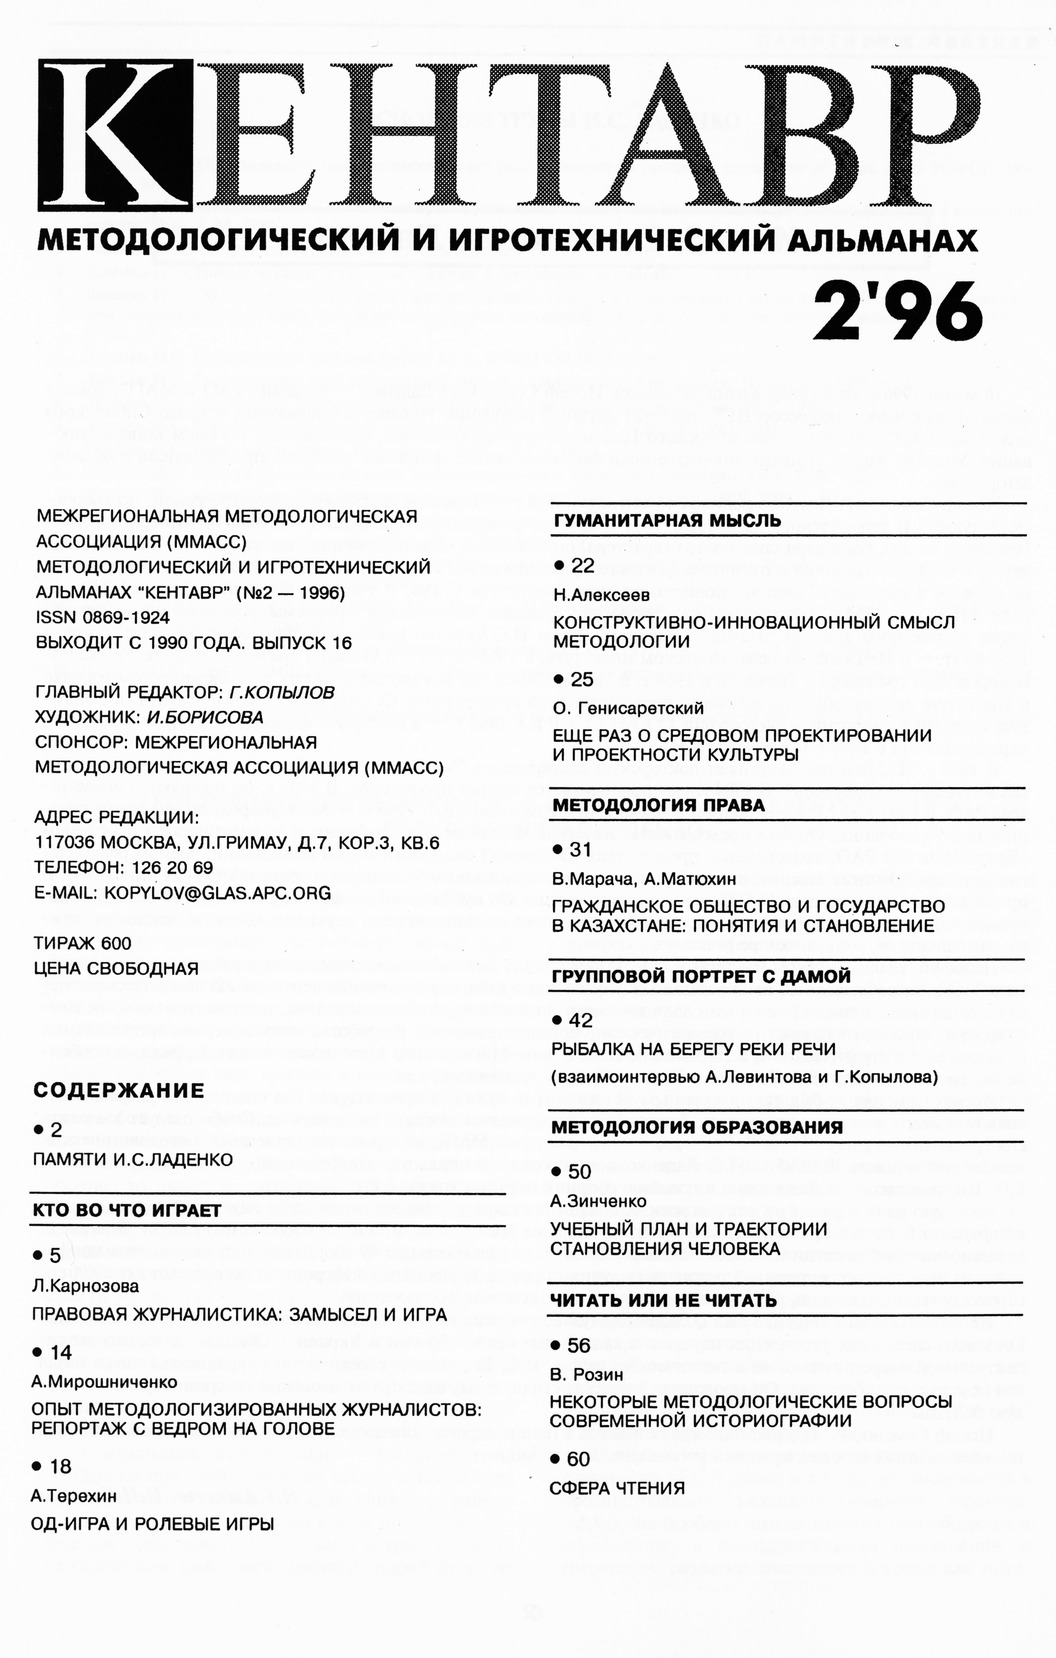 КЕНТАВР
МЕТОДОЛОГИЧЕСКИЙ И ИГРОТЕХНИЧЕСКИЙ АЛЬМАНАХ
2'96
МЕЖРЕГИОНАЛЬНАЯ МЕТОДОЛОГИЧЕСКАЯ
АССОЦИАЦИЯ (ММАСС)
МЕТОДОЛОГИЧЕСКИЙ И ИГРОТЕХНИЧЕСКИЙ
АЛЬМАНАХ “КЕНТАВР” (№2 — 1996)
ISSN 0869-1924
ВЫХОДИТ С 1990 ГОДА. ВЫПУСК 16
ГЛАВНЫЙ РЕДАКТОР: Г.КОПЫЛОВ
ХУДОЖНИК: И.БОРИСОВА
СПОНСОР: МЕЖРЕГИОНАЛЬНАЯ
МЕТОДОЛОГИЧЕСКАЯ АССОЦИАЦИЯ (ММАСС)
АДРЕС РЕДАКЦИИ:
117036 МОСКВА, УЛ.ГРИМАУ, Д.7, КОР.3, КВ.6
ТЕЛЕФОН: 126 20 69
E-MAIL: KOPYLOV@GLAS.APC.ORG
ТИРАЖ 600
ЦЕНА СВОБОДНАЯ
СОДЕРЖАНИЕ
● 2
ПАМЯТИ И.С.ЛАДЕНКО
КТО ВО ЧТО ИГРАЕТ
● 5
Л.Карнозова
ПРАВОВАЯ ЖУРНАЛИСТИКА: ЗАМЫСЕЛ И ИГРА
● 14
А.Мирошниченко
ОПЫТ МЕТОДОЛОГИЗИРОВАННЫХ ЖУРНАЛИСТОВ:
РЕПОРТАЖ С ВЕДРОМ НА ГОЛОВЕ
● 18
А.Терехин
ОД-ИГРА И РОЛЕВЫЕ ИГРЫ
ГУМАНИТАРНАЯ МЫСЛЬ
● 22
Н.Алексеев
КОНСТРУКТИВНО-ИННОВАЦИОННЫЙ СМЫСЛ
МЕТОДОЛОГИИ
● 25
О. Генисаретский
ЕЩЕ РАЗ О СРЕДОВОМ ПРОЕКТИРОВАНИИ
И ПРОЕКТНОСТИ КУЛЬТУРЫ
МЕТОДОЛОГИЯ ПРАВА
● 31
В.Марача, А.Матюхин
ГРАЖДАНСКОЕ ОБЩЕСТВО И ГОСУДАРСТВО
В КАЗАХСТАНЕ: ПОНЯТИЯ И СТАНОВЛЕНИЕ
ГРУППОВОЙ ПОРТРЕТ С ДАМОЙ
● 42
РЫБАЛКА НА БЕРЕГУ РЕКИ РЕЧИ
(взаимоинтервью А.Левинтова и Г.Копылова)
МЕТОДОЛОГИЯ ОБРАЗОВАНИЯ
● 50
А.Зинченко
УЧЕБНЫЙ ПЛАН И ТРАЕКТОРИИ
СТАНОВЛЕНИЯ ЧЕЛОВЕКА
ЧИТАТЬ ИЛИ НЕ ЧИТАТЬ
● 56
В. Розин
НЕКОТОРЫЕ МЕТОДОЛОГИЧЕСКИЕ ВОПРОСЫ
СОВРЕМЕННОЙ ИСТОРИОГРАФИИ
● 60
СФЕРА ЧТЕНИЯ